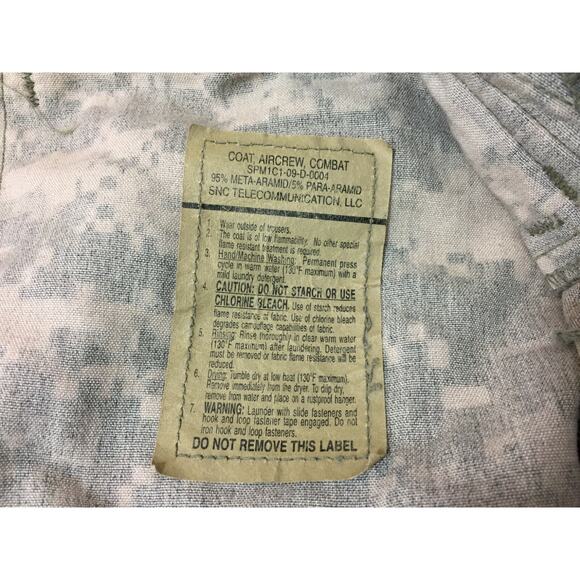 COAT, AIRCREW, COMBAT
SPM1C1-09-D-0004
95% META-ARAMID/5% PARA-ARAMID
SNC TELECOMMUNICATION, LLC
1. Wear outside of trousers.
2. The coat is of low flammability. No other special
flame resistant treatment is required.
3. Hand/Machine Washing: Permanent press
cycle in warm water (130°F maximum) with a
mild laundry detergent.
4. CAUTION: DO NOT STARCH OR USE
CHLORINE BLEACH. Use of starch reduces
flame resistance of fabric. Use of chlorine bleach
degrades camouflage capabilities of fabric.
5. Rinsing: Rinse thoroughly in clear warm water
(130°F maximum) after laundering. Detergent
must be removed or fabric flame resistance will be
reduced.
6. Drying: Tumble dry at low heat (130°F maximum).
Remove immediately from the dryer. To drip dry,
remove from water and place on a rustproof hanger.
7. WARNING: Launder with slide fasteners and
hook and loop fastener tape engaged. Do not
iron hook and loop fasteners.
DO NOT REMOVE THIS LABEL